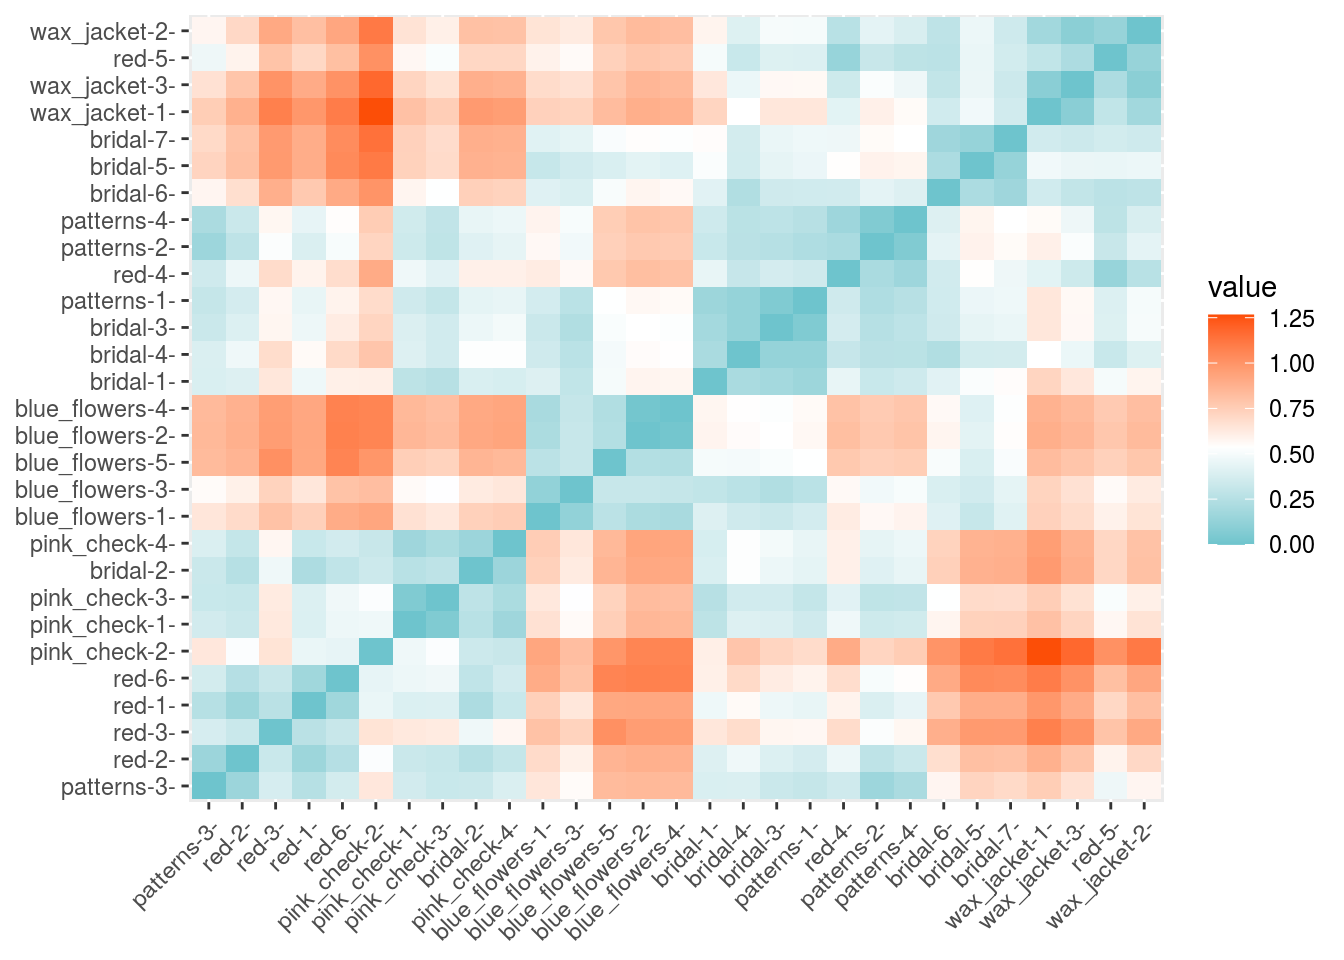 wax_jacket-2-
red-5-
wax_jacket-3-
wax_jacket-1-
bridal-7-
bridal-5-
bridal-6-
patterns-4-
patterns-2-
red-4-
patterns-1-
bridal-3-
bridal-4-
bridal-1-
blue_flowers-4-
blue_flowers-2-
blue_flowers-5-
blue_flowers-3-
blue_flowers-1-
pink_check-4-
bridal-2-
pink_check-3-
pink_check-1-
pink_check-2-
red-6-
red-1-
red-3-
red-2-
patterns-3-
patterns-3-
red-2-
red-3-
red-1-
red-6-
pink_check-2-
pink_check-1-
pink_check-3-
bridal-2-
pink_check-4-
blue_flowers-1-
blue_flowers-3-
blue_flowers-5-
blue_flowers-2-
blue_flowers-4-
bridal-1-
bridal-4-
bridal-3-
patterns-1-
red-4-
patterns-2-
patterns-4-
bridal-6-
bridal-5-
bridal-7-
wax_jacket-1-
wax_jacket-3-
red-5-
wax_jacket-2-
value
1.25
1.00
0.75
0.50
0.25
0.00